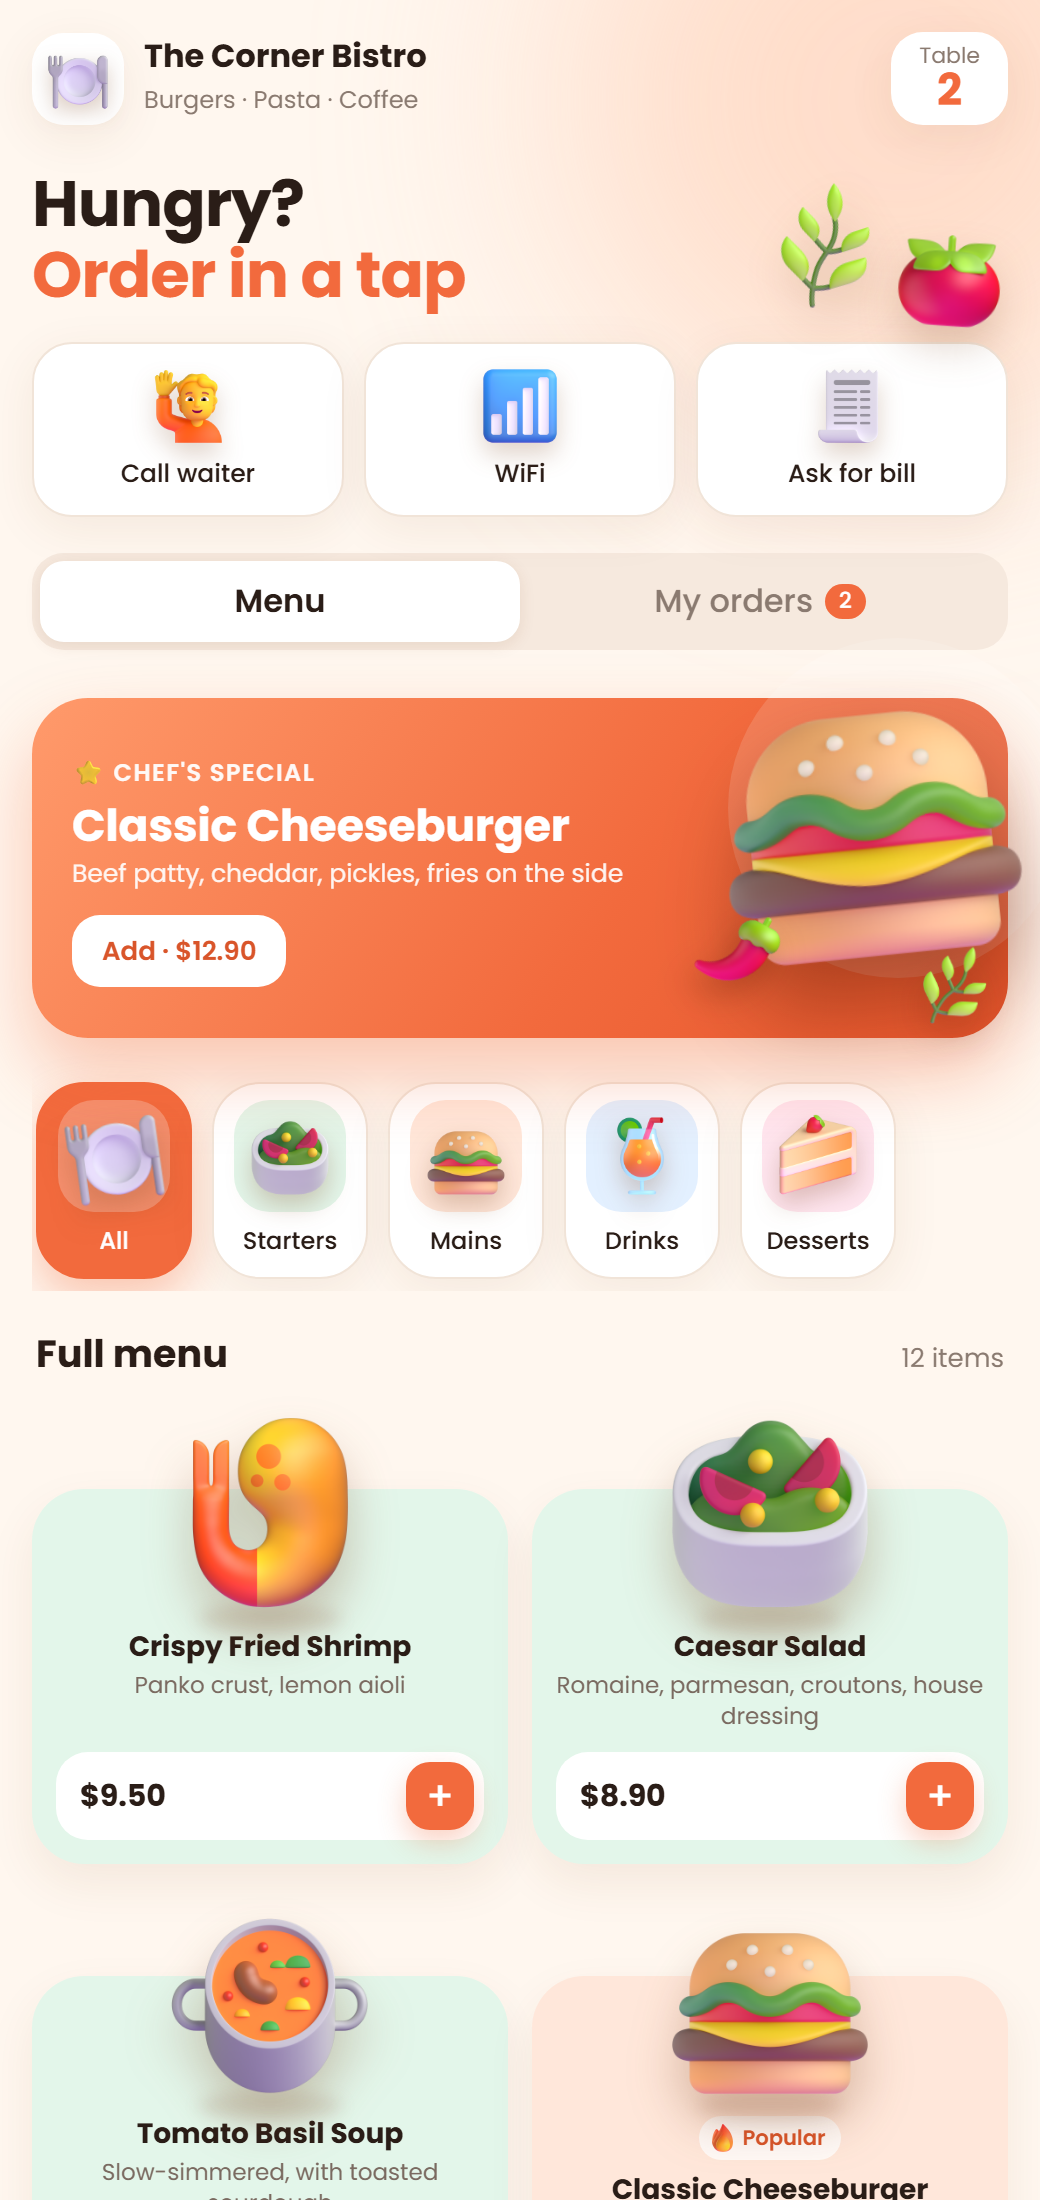 The Corner Bistro
Burgers · Pasta · Coffee
Table
2
Hungry?
Order in a tap
Call waiter
WiFi
Ask for bill
Menu
My orders 2
CHEF'S SPECIAL
Classic Cheeseburger
Beef patty, cheddar, pickles, fries on the side
Add · $12.90
All
Starters
Mains
Drinks
Desserts
Full menu
12 items
Crispy Fried Shrimp
Panko crust, lemon aioli
$9.50
+
Caesar Salad
Romaine, parmesan, croutons, house
dressing
$8.90
+
Tomato Basil Soup
Slow-simmered, with toasted
sourdough
Popular
Classic Cheeseburger